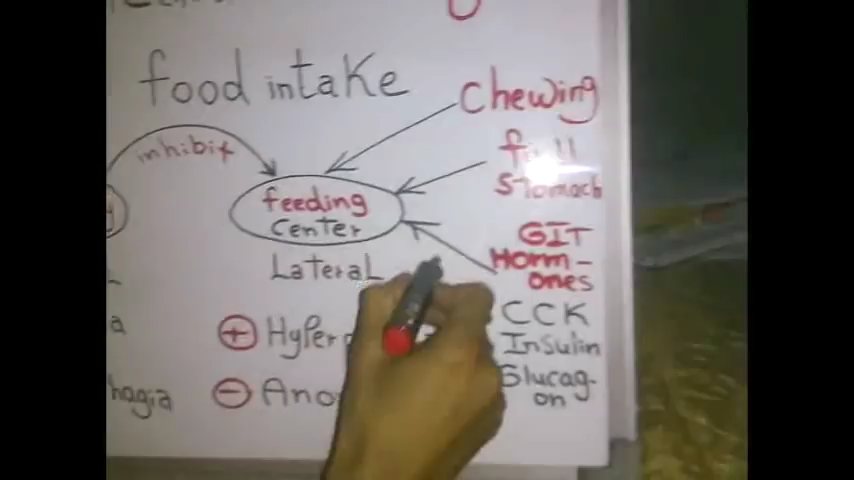 food intake
Chewing
inhibit
full
stomach
feeding
Center
GIT
Horm-
ones
Lateral
CCK
Insulin
Glucag-
on
+ Hyper
- Ano
hagia